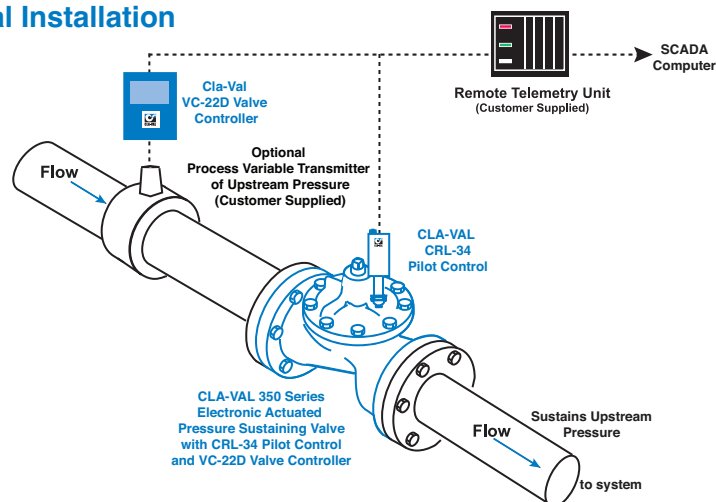 al Installation
SCADA
Computer
Remote Telemetry Unit
(Customer Supplied)
Cla-Val
VC-22D Valve
Controller
Optional
Process Variable Transmitter
of Upstream Pressure
(Customer Supplied)
Flow
CLA-VAL
CRL-34
Pilot Control
CLA-VAL 350 Series
Electronic Actuated
Pressure Sustaining Valve
with CRL-34 Pilot Control
and VC-22D Valve Controller
Sustains Upstream
Pressure
Flow
to system